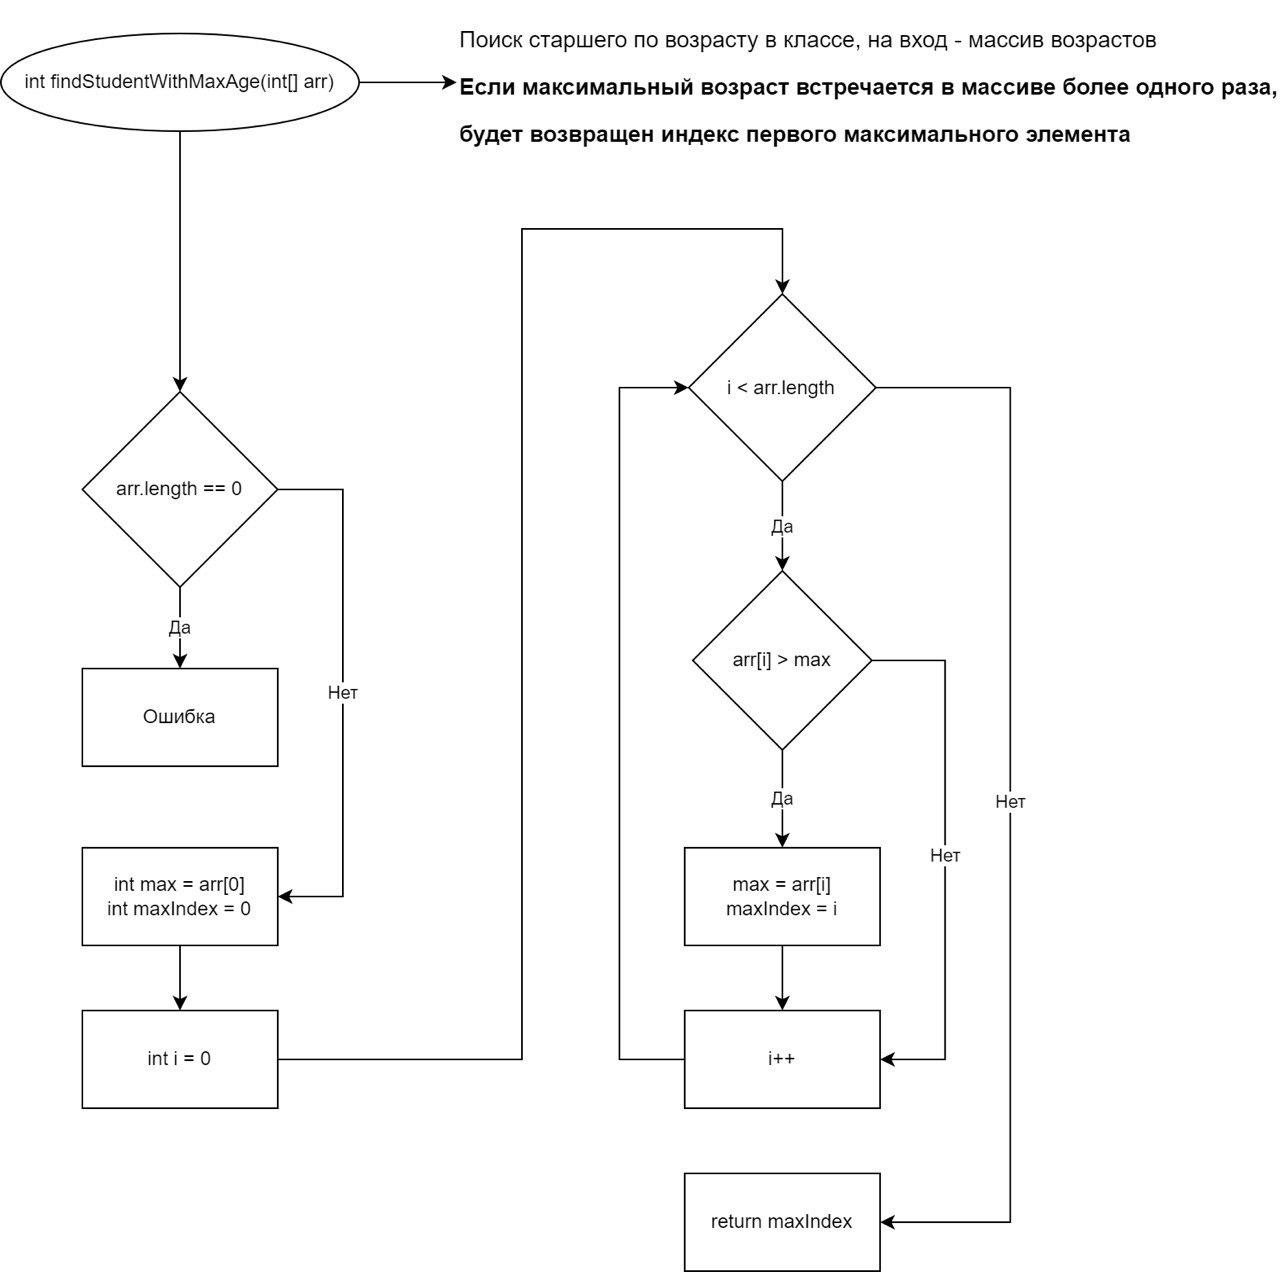 int findStudentWithMaxAge(int[] arr)
Поиск старшего по возрасту в классе, на вход - массив возрастов
Если максимальный возраст встречается в массиве более одного раза,
будет возвращен индекс первого максимального элемента
arr.length == 0
Да
Ошибка
Нет
int max = arr[0]
int maxIndex = 0
int i = 0
i < arr.length
Да
arr[i] > max
Да
Нет
Нет
max = arr[i]
maxIndex = i
i++
return maxIndex